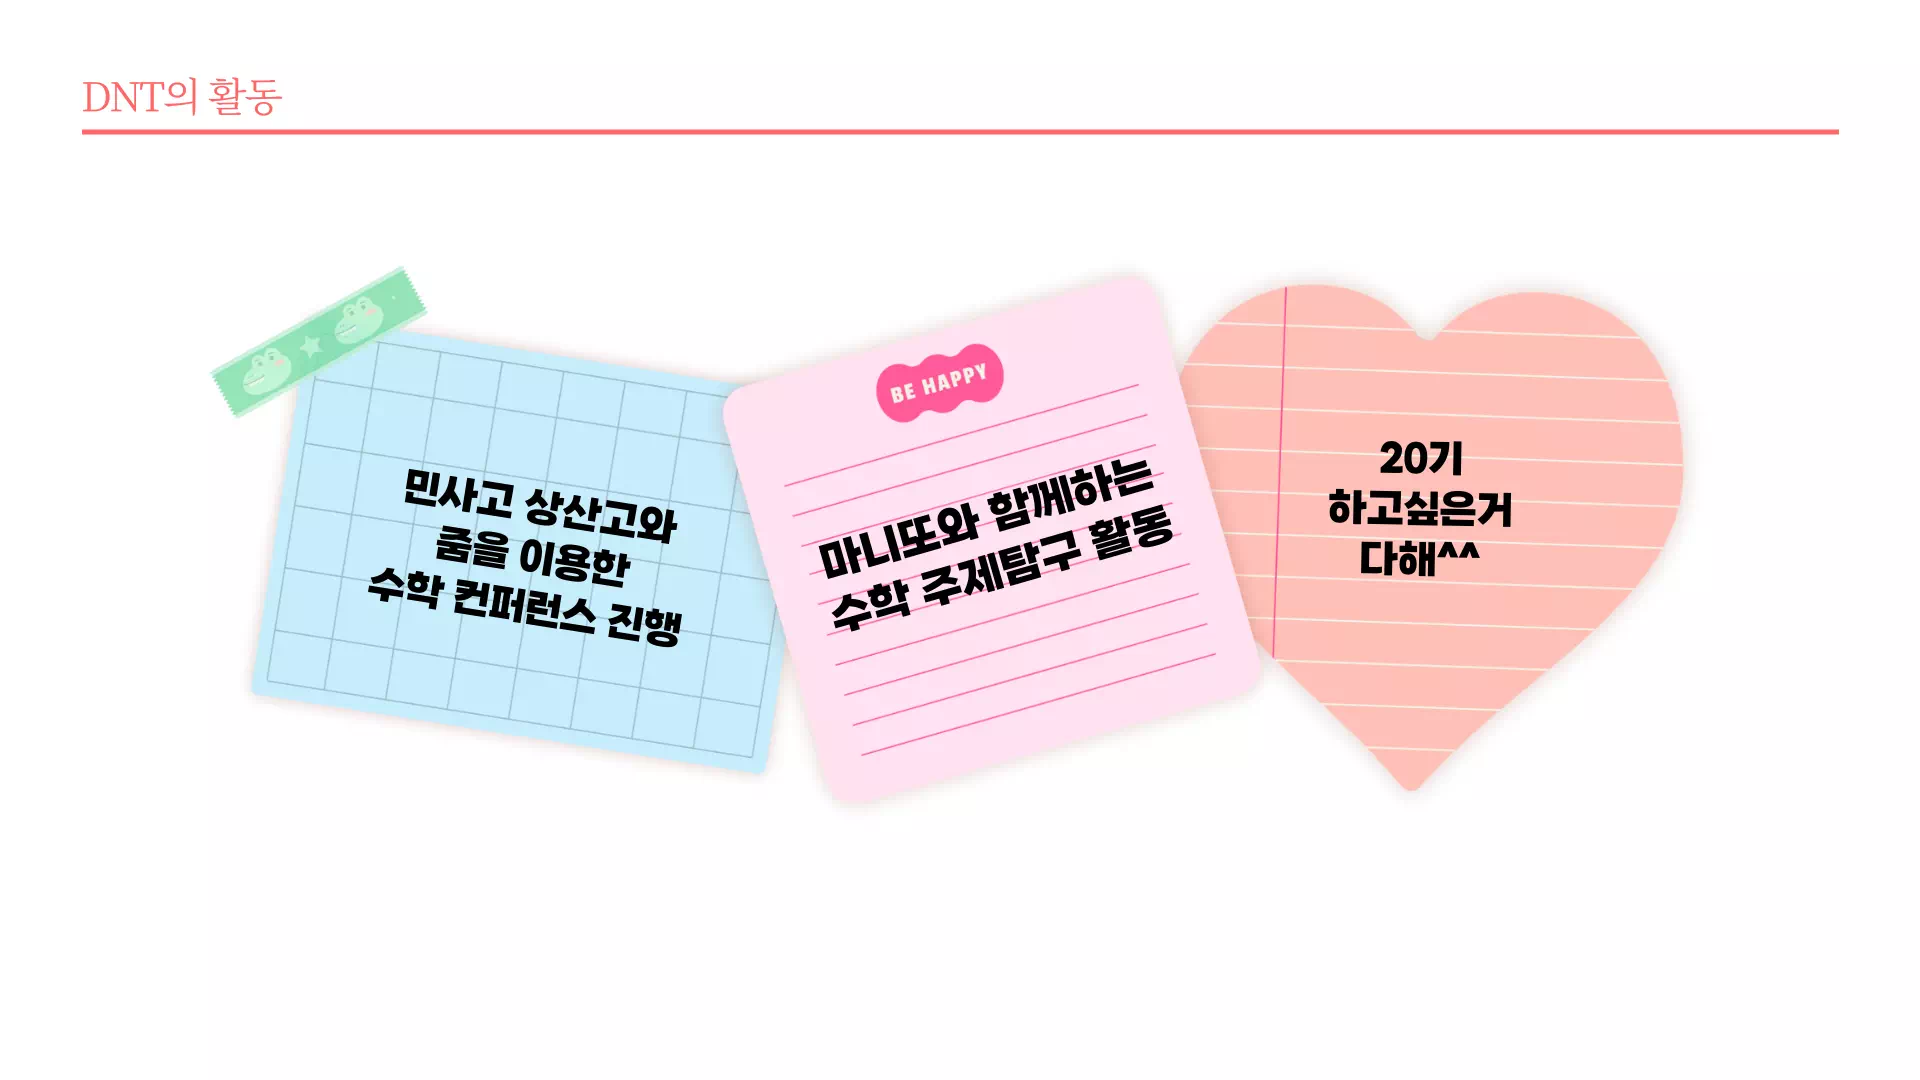 DNT의 활동
민사고 상산고와
줌을 이용한
수학 컨퍼런스 진행
BE HAPPY
마니또와 함께하는
수학 주제탐구 활동
20기
하고싶은거
다해^^